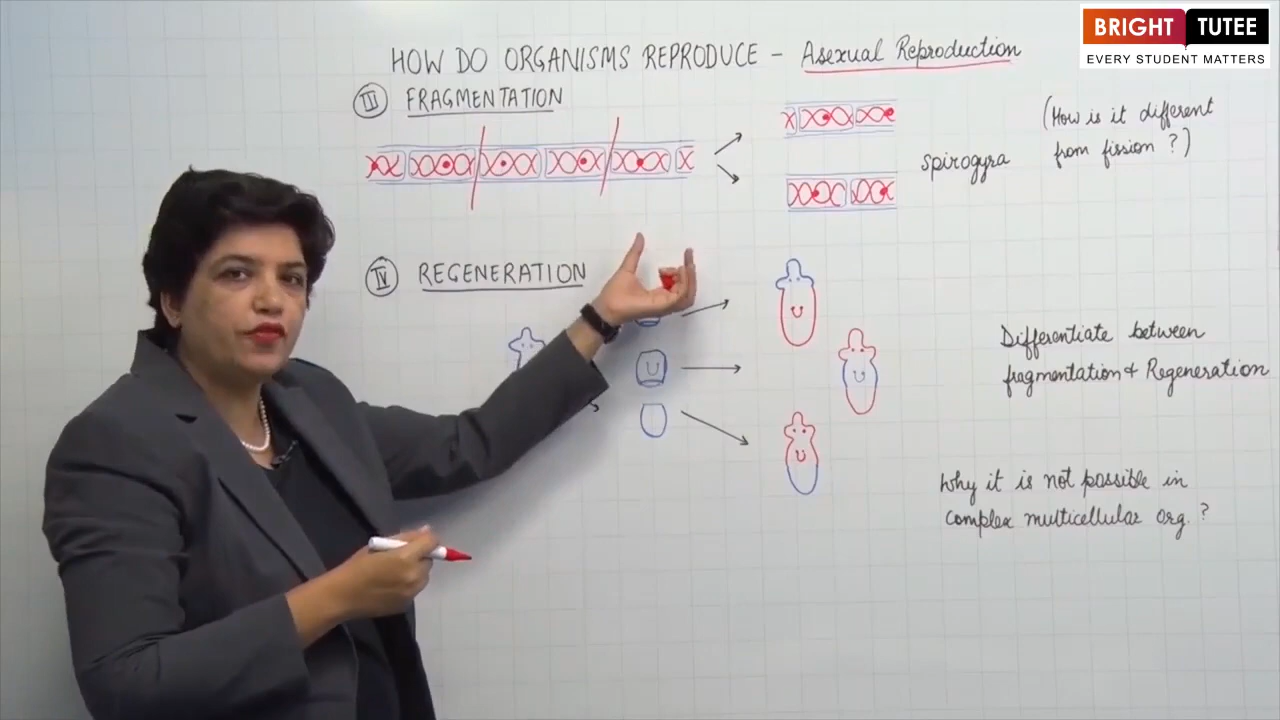 BRIGHT TUTEE
EVERY STUDENT MATTERS
HOW DO ORGANISMS REPRODUCE - Asexual Reproduction
III FRAGMENTATION
(How is it different
from fission ?)
Spirogyra
IV REGENERATION
Differentiate between
fragmentation & Regeneration
Why it is not possible in
complex multicellular org. ?